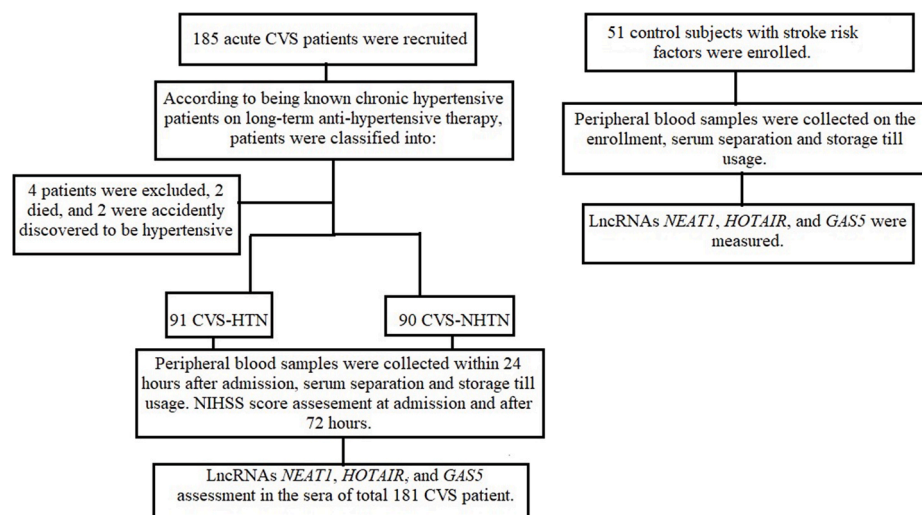 185 acute CVS patients were recruited
According to being known chronic hypertensive
patients on long-term anti-hypertensive therapy,
patients were classified into:
4 patients were excluded, 2
died, and 2 were accidently
discovered to be hypertensive
91 CVS-HTN
90 CVS-NHTN
Peripheral blood samples were collected within 24
hours after admission, serum separation and storage till
usage. NIHSS score assesement at admission and after
72 hours.
LncRNAs NEAT1, HOTAIR, and GAS5
assessment in the sera of total 181 CVS patient.
51 control subjects with stroke risk
factors were enrolled.
Peripheral blood samples were collected on the
enrollment, serum separation and storage till
usage.
LncRNAs NEAT1, HOTAIR, and GAS5 were
measured.